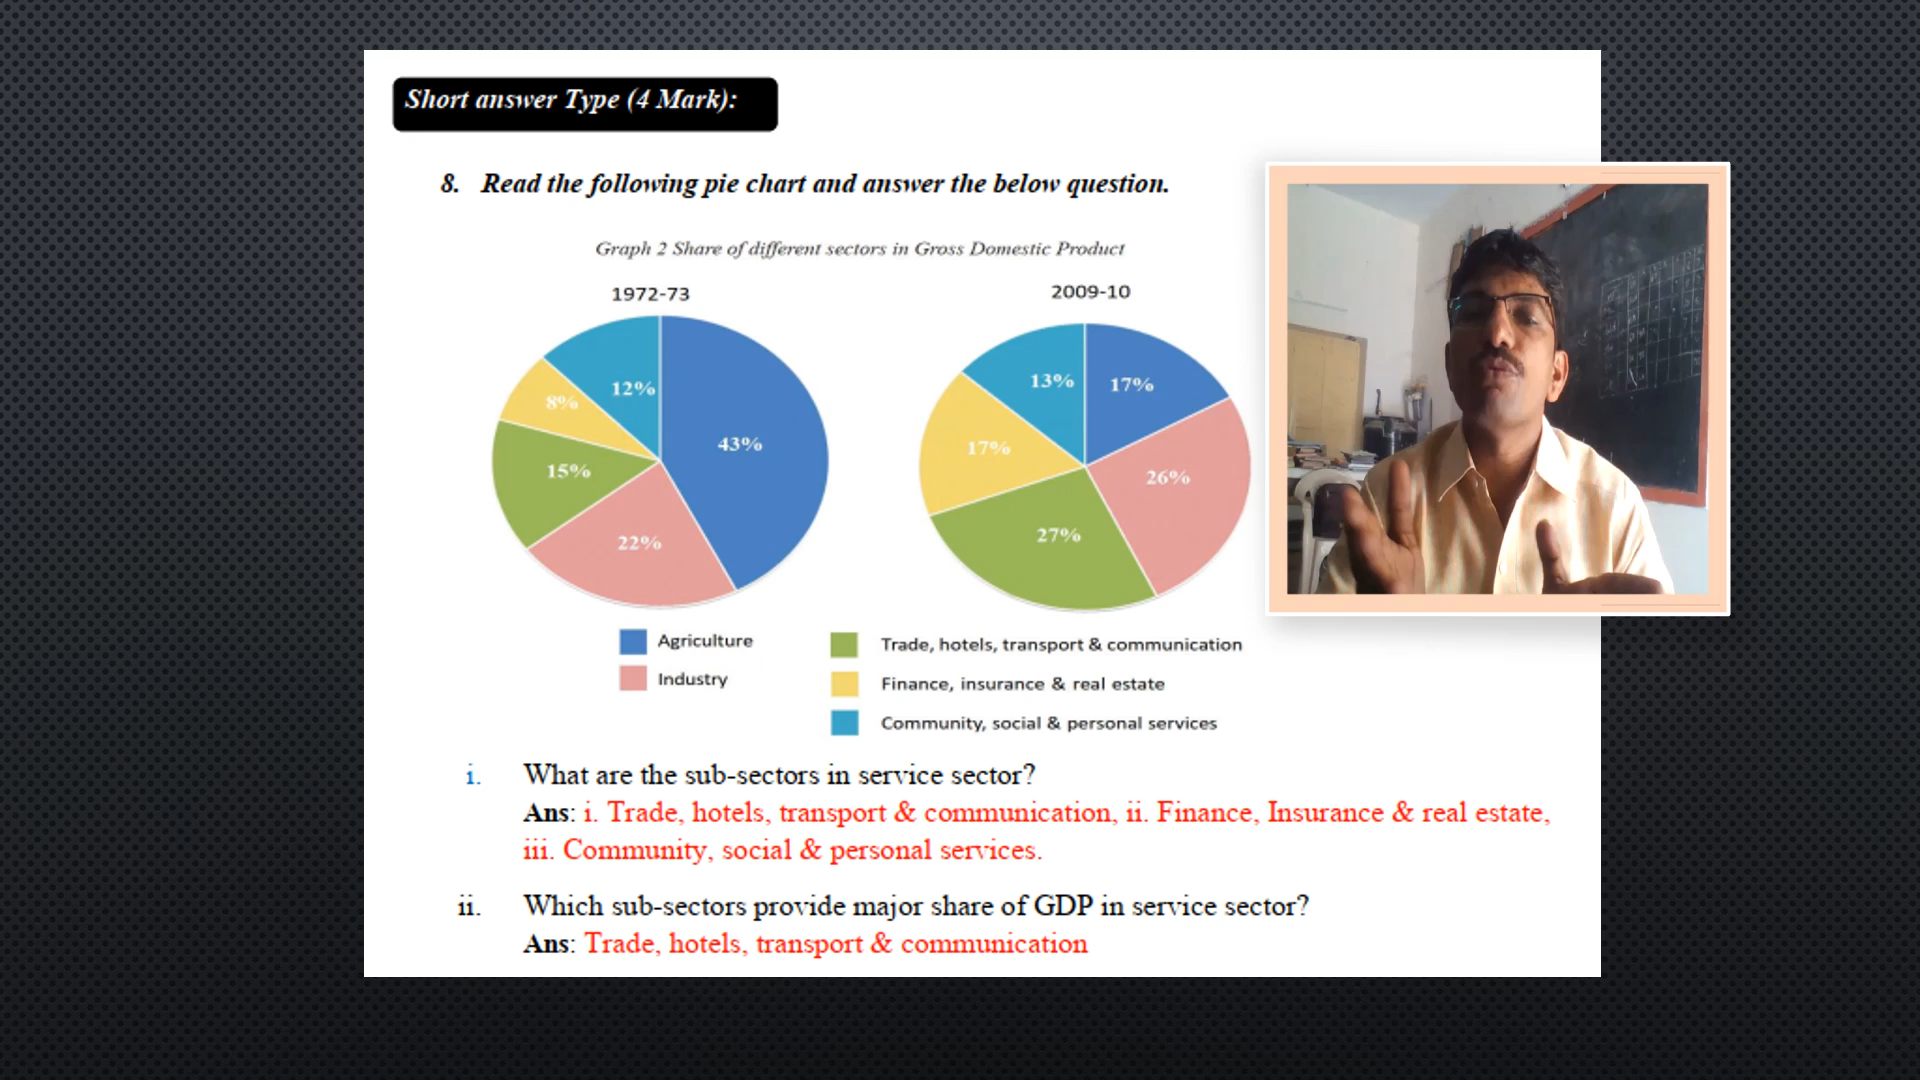 Short answer Type (4 Mark):
8. Read the following pie chart and answer the below question.
Graph 2 Share of different sectors in Gross Domestic Product
1972-73
2009-10
12%
8%
43%
15%
22%
13%
17%
17%
26%
27%
Agriculture
Industry
Trade, hotels, transport & communication
Finance, insurance & real estate
Community, social & personal services
i. What are the sub-sectors in service sector?
Ans: i. Trade, hotels, transport & communication, ii. Finance, Insurance & real estate,
iii. Community, social & personal services.
ii. Which sub-sectors provide major share of GDP in service sector?
Ans: Trade, hotels, transport & communication